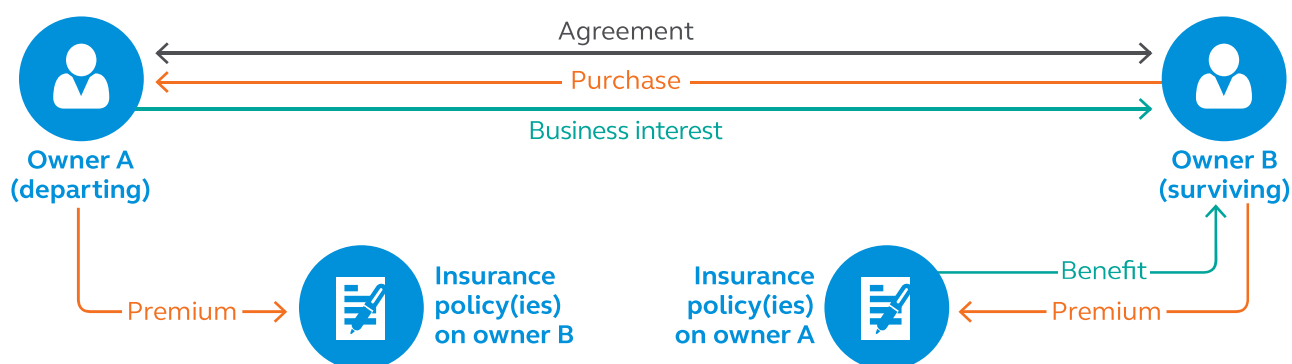 Agreement
Purchase
Business interest
Owner A
(departing)
Owner B
(surviving)
Premium
Insurance
policy(ies)
on owner B
Insurance
policy(ies)
on owner A
Benefit
Premium